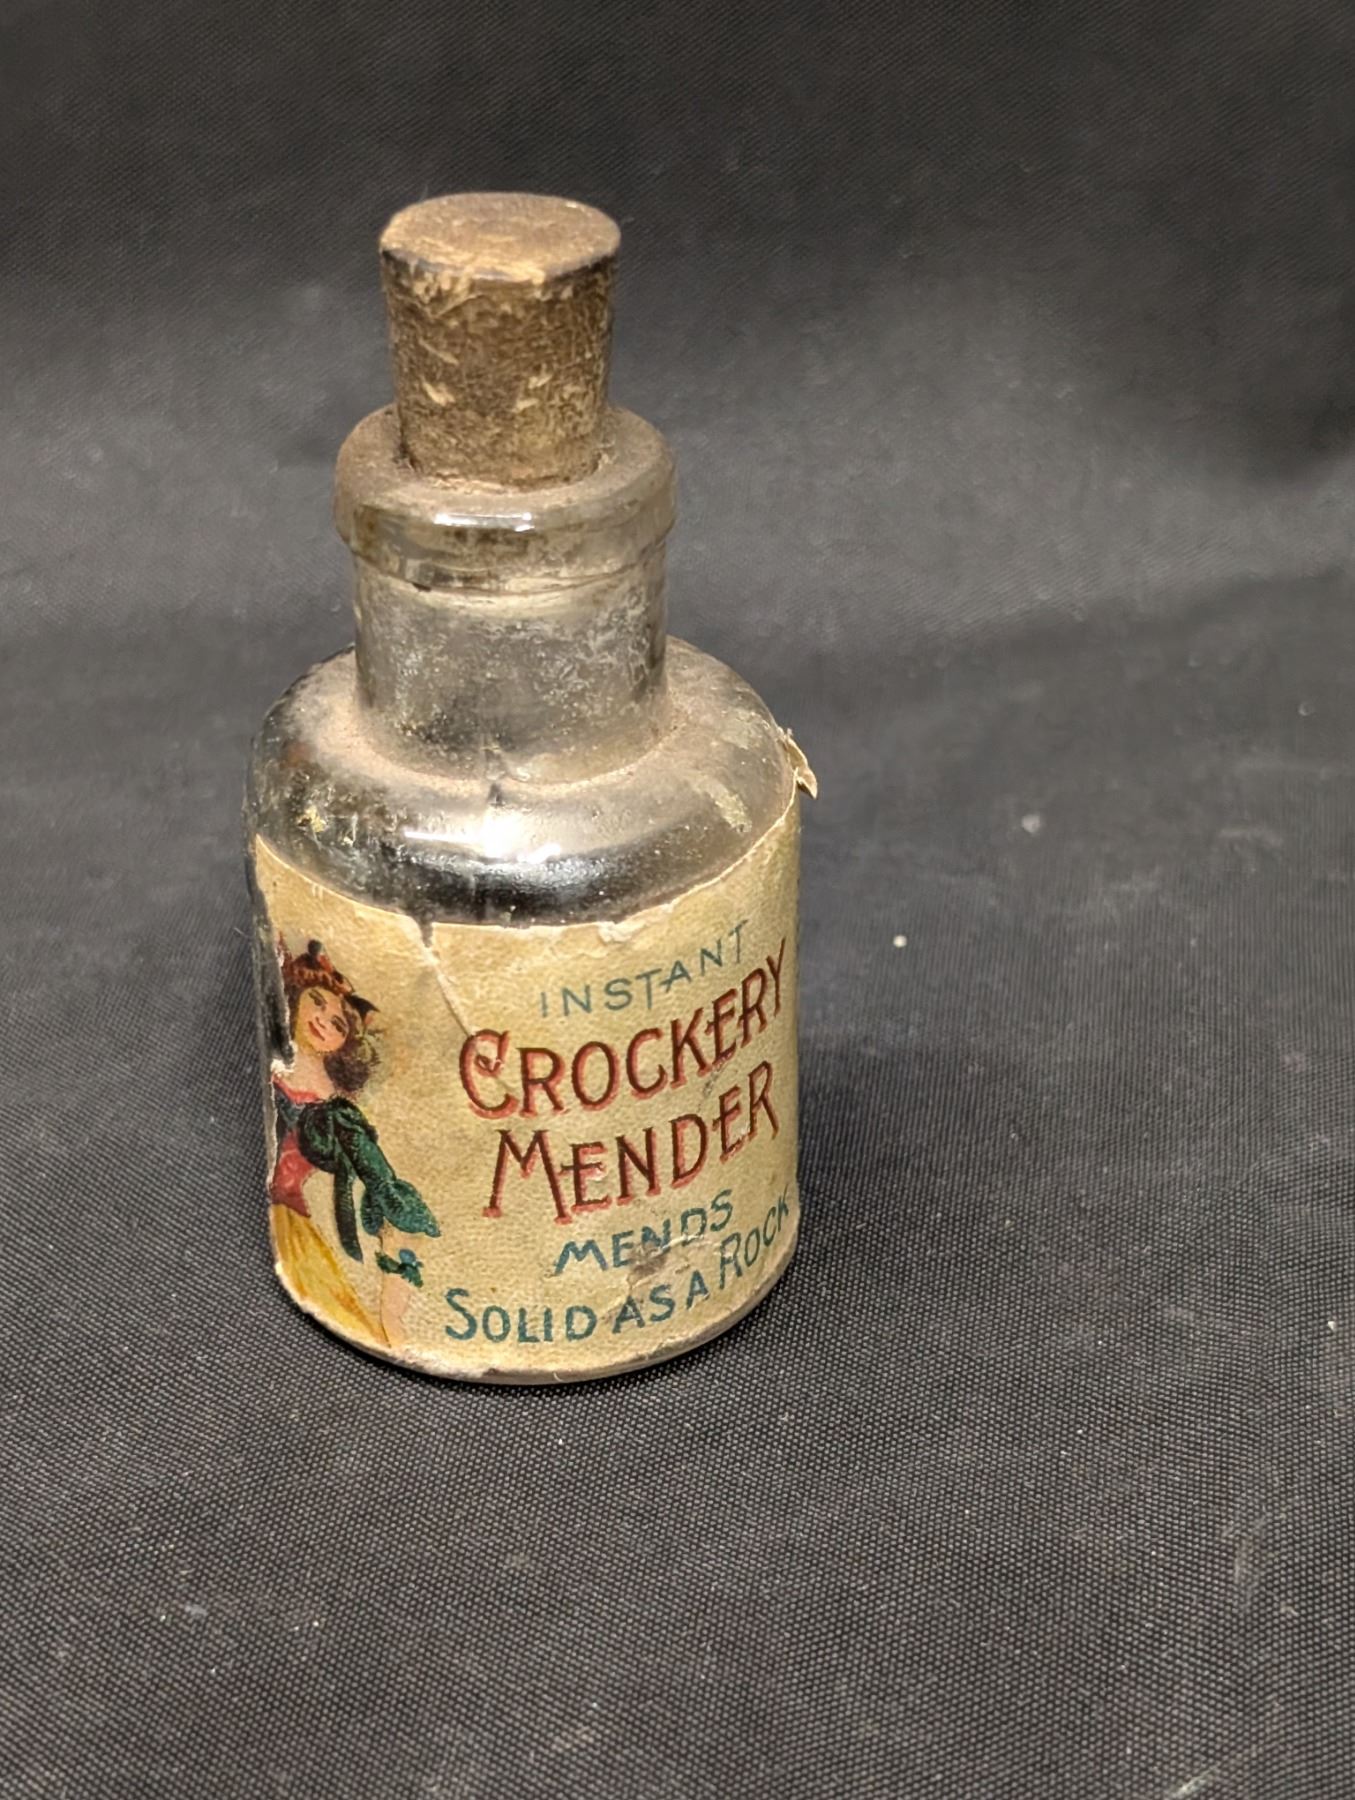 INSTANT
CROCKERY
MENDER
MENDS
SOLID AS A ROCK